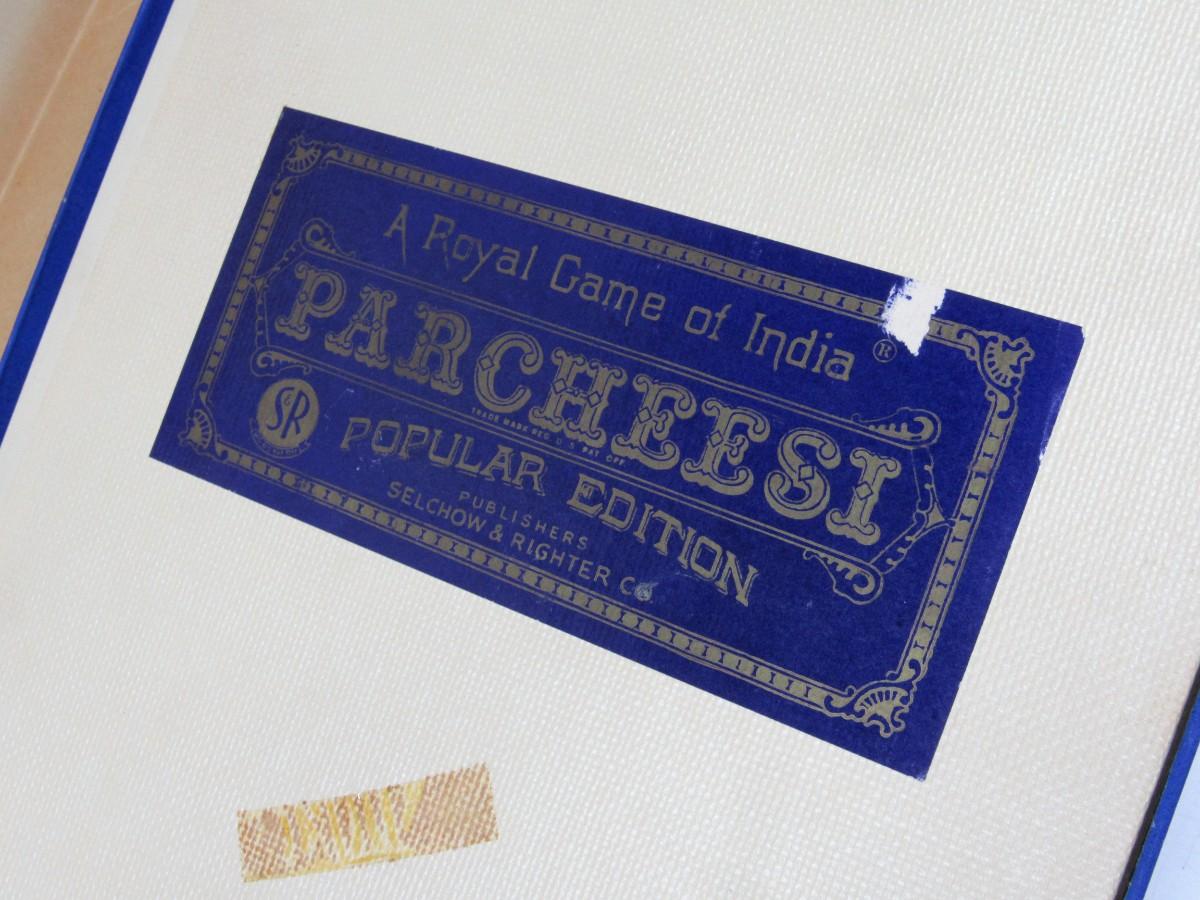 A Royal Game of India ®
PARCHEESI
TRADE MARK REG. U.S. PAT. OFF.
S&R
POPULAR EDITION
PUBLISHERS
SELCHOW & RIGHTER CO